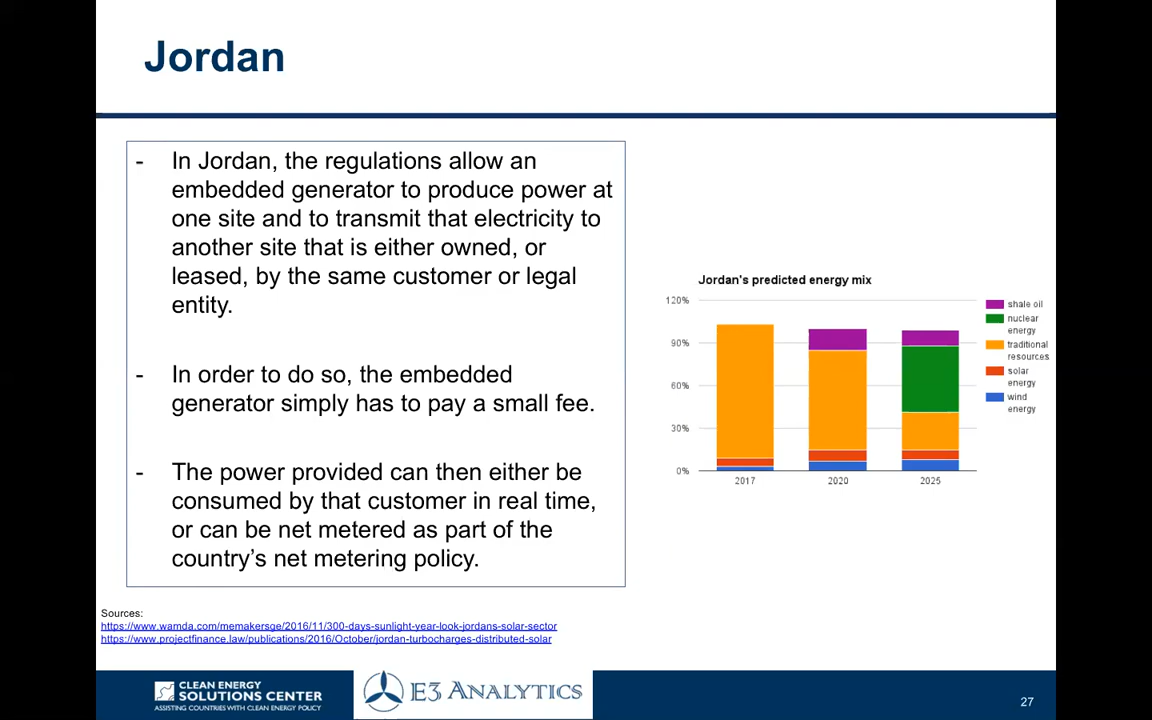 Jordan
- In Jordan, the regulations allow an
embedded generator to produce power at
one site and to transmit that electricity to
another site that is either owned, or
leased, by the same customer or legal
entity.
- In order to do so, the embedded
generator simply has to pay a small fee.
- The power provided can then either be
consumed by that customer in real time,
or can be net metered as part of the
country’s net metering policy.
Jordan's predicted energy mix
120%
90%
60%
30%
0%
2017
2020
2025
shale oil
nuclear
energy
traditional
resources
solar
energy
wind
energy
Sources:
https://www.wamda.com/memakersge/2016/11/300-days-sunlight-year-look-jordans-solar-sector
https://www.projectfinance.law/publications/2016/October/jordan-turbocharges-distributed-solar
CLEAN ENERGY
SOLUTIONS CENTER
ASSISTING COUNTRIES WITH CLEAN ENERGY POLICY
E3 ANALYTICS
27